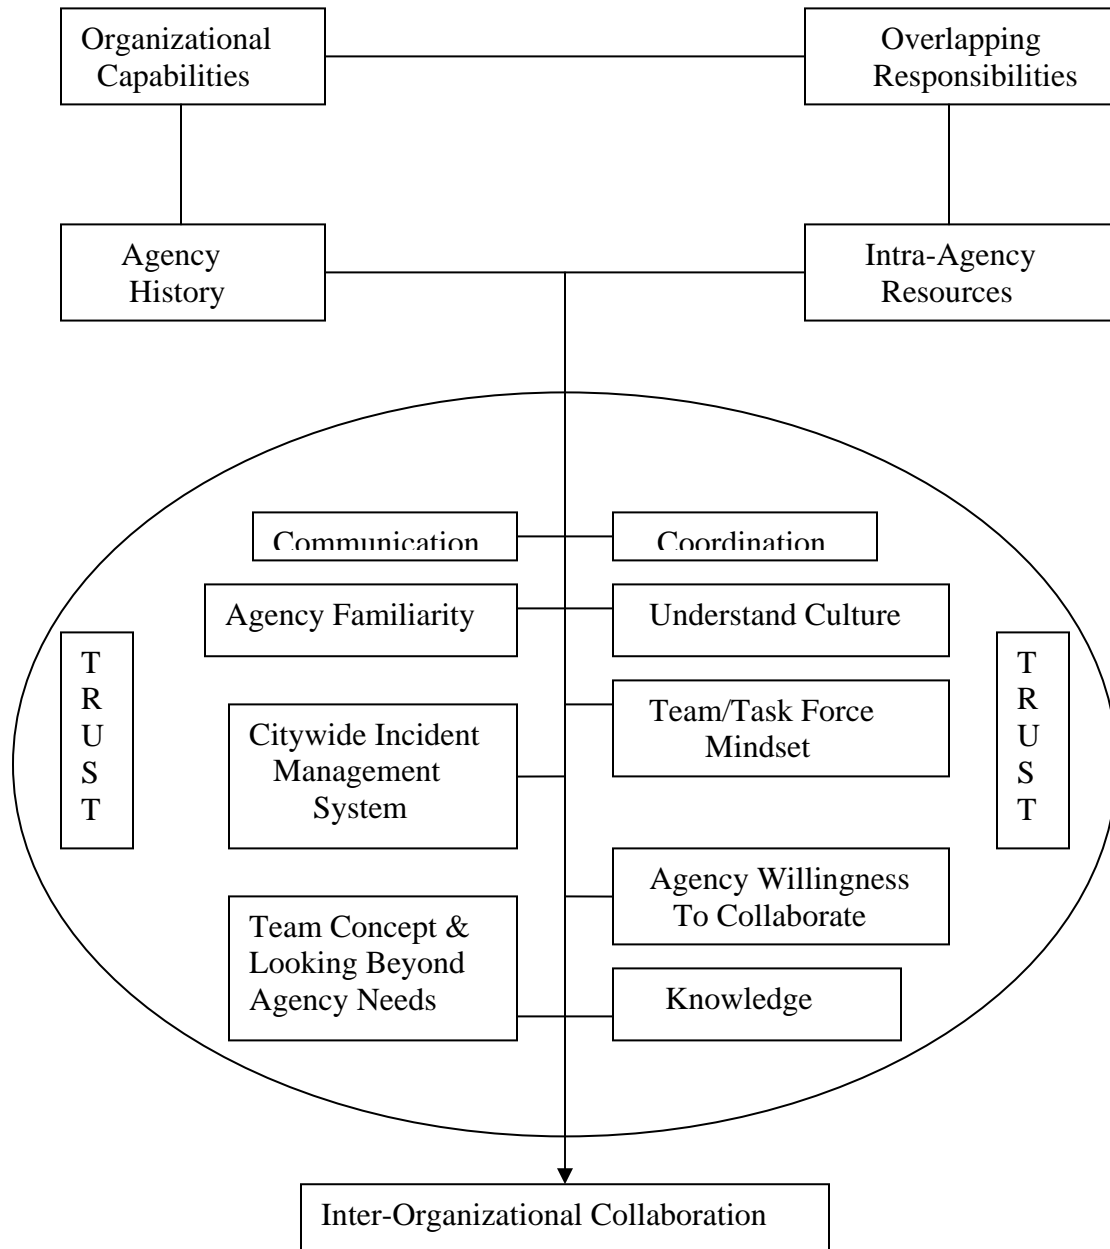 Organizational
Capabilities
Overlapping
Responsibilities
Agency
History
Intra-Agency
Resources
Communication
Coordination
Agency Familiarity
Understand Culture
T
R
U
S
T
Citywide Incident
Management
System
Team/Task Force
Mindset
T
R
U
S
T
Team Concept &
Looking Beyond
Agency Needs
Agency Willingness
To Collaborate
Knowledge
Inter-Organizational Collaboration